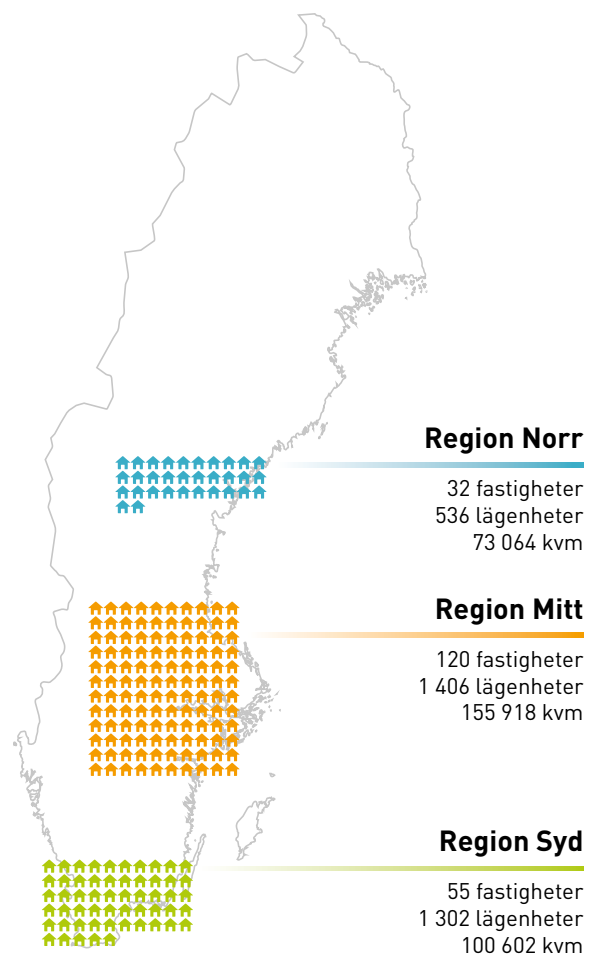 Region Norr
32 fastigheter
536 lägenheter
73 064 kvm
Region Mitt
120 fastigheter
1 406 lägenheter
155 918 kvm
Region Syd
55 fastigheter
1 302 lägenheter
100 602 kvm